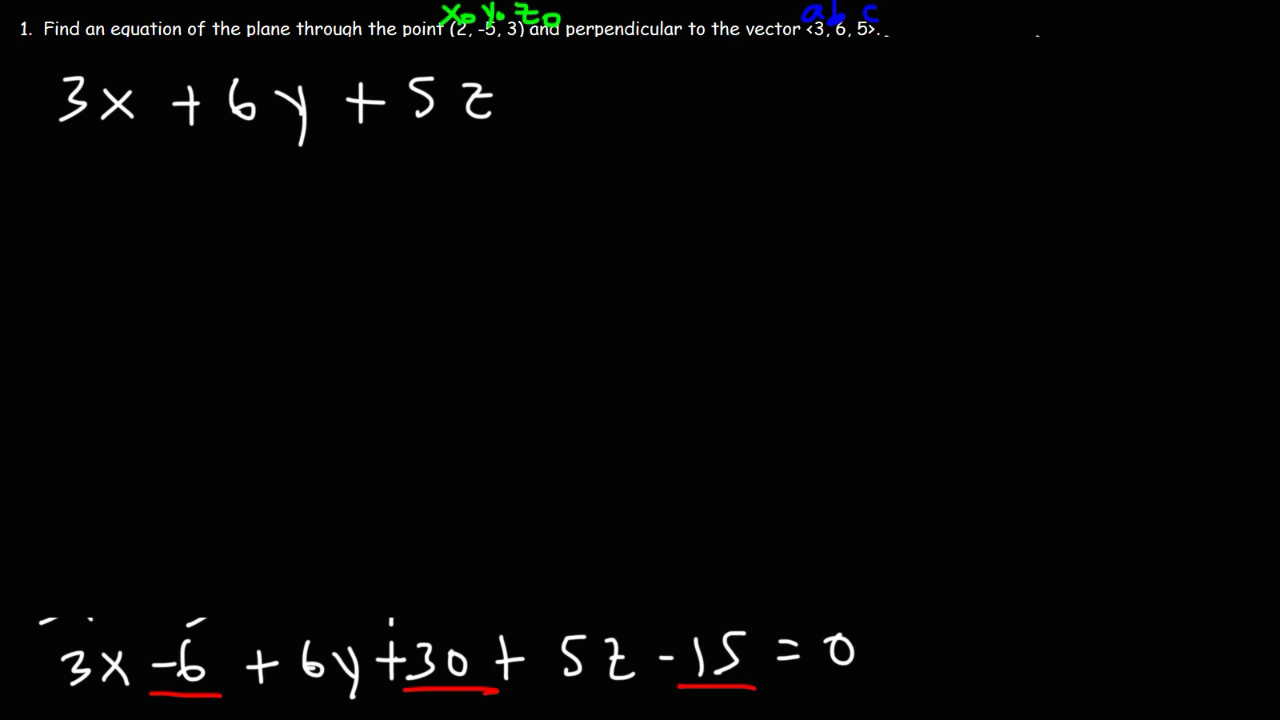 x₀ y₀ z₀ a b c
1. Find an equation of the plane through the point (2, -5, 3) and perpendicular to the vector <3, 6, 5>.
3x + 6y + 5z
3x -6 + 6y +30 + 5z -15 = 0